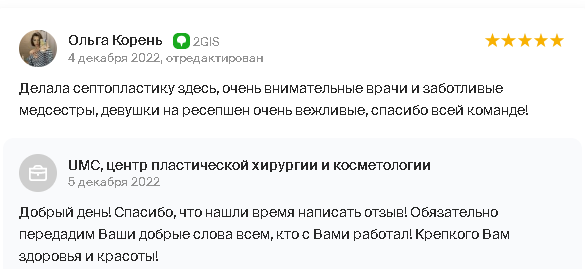 Ольга Корень 2GIS
4 декабря 2022, отредактирован
Делала септопластику здесь, очень внимательные врачи и заботливые
медсестры, девушки на ресепшен очень вежливые, спасибо всей команде!
UMC, центр пластической хирургии и косметологии
5 декабря 2022
Добрый день! Спасибо, что нашли время написать отзыв! Обязательно
передадим Ваши добрые слова всем, кто с Вами работал! Крепкого Вам
здоровья и красоты!